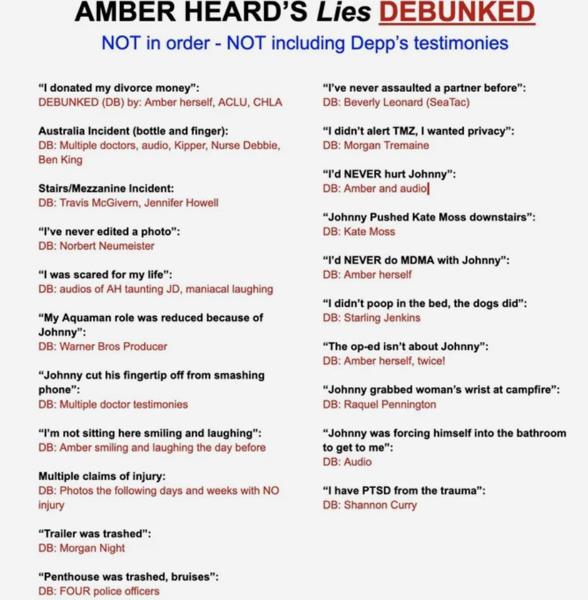 AMBER HEARD'S Lies DEBUNKED
NOT in order - NOT including Depp's testimonies
“I donated my divorce money”:
DEBUNKED (DB) by: Amber herself, ACLU, CHLA
Australia Incident (bottle and finger):
DB: Multiple doctors, audio, Kipper, Nurse Debbie,
Ben King
Stairs/Mezzanine Incident:
DB: Travis McGivern, Jennifer Howell
“I've never edited a photo”:
DB: Norbert Neumeister
“I was scared for my life”:
DB: audios of AH taunting JD, maniacal laughing
“My Aquaman role was reduced because of
Johnny”:
DB: Warner Bros Producer
“Johnny cut his fingertip off from smashing
phone”:
DB: Multiple doctor testimonies
“I'm not sitting here smiling and laughing”:
DB: Amber smiling and laughing the day before
Multiple claims of injury:
DB: Photos the following days and weeks with NO
injury
“Trailer was trashed”:
DB: Morgan Night
“Penthouse was trashed, bruises”:
DB: FOUR police officers
“I've never assaulted a partner before”:
DB: Beverly Leonard (SeaTac)
“I didn't alert TMZ, I wanted privacy”:
DB: Morgan Tremaine
“I'd NEVER hurt Johnny”:
DB: Amber and audio
“Johnny Pushed Kate Moss downstairs”:
DB: Kate Moss
“I'd NEVER do MDMA with Johnny”:
DB: Amber herself
“I didn't poop in the bed, the dogs did”:
DB: Starling Jenkins
“The op-ed isn't about Johnny”:
DB: Amber herself, twice!
“Johnny grabbed woman's wrist at campfire”:
DB: Raquel Pennington
“Johnny was forcing himself into the bathroom
to get to me”:
DB: Audio
“I have PTSD from the trauma”:
DB: Shannon Curry